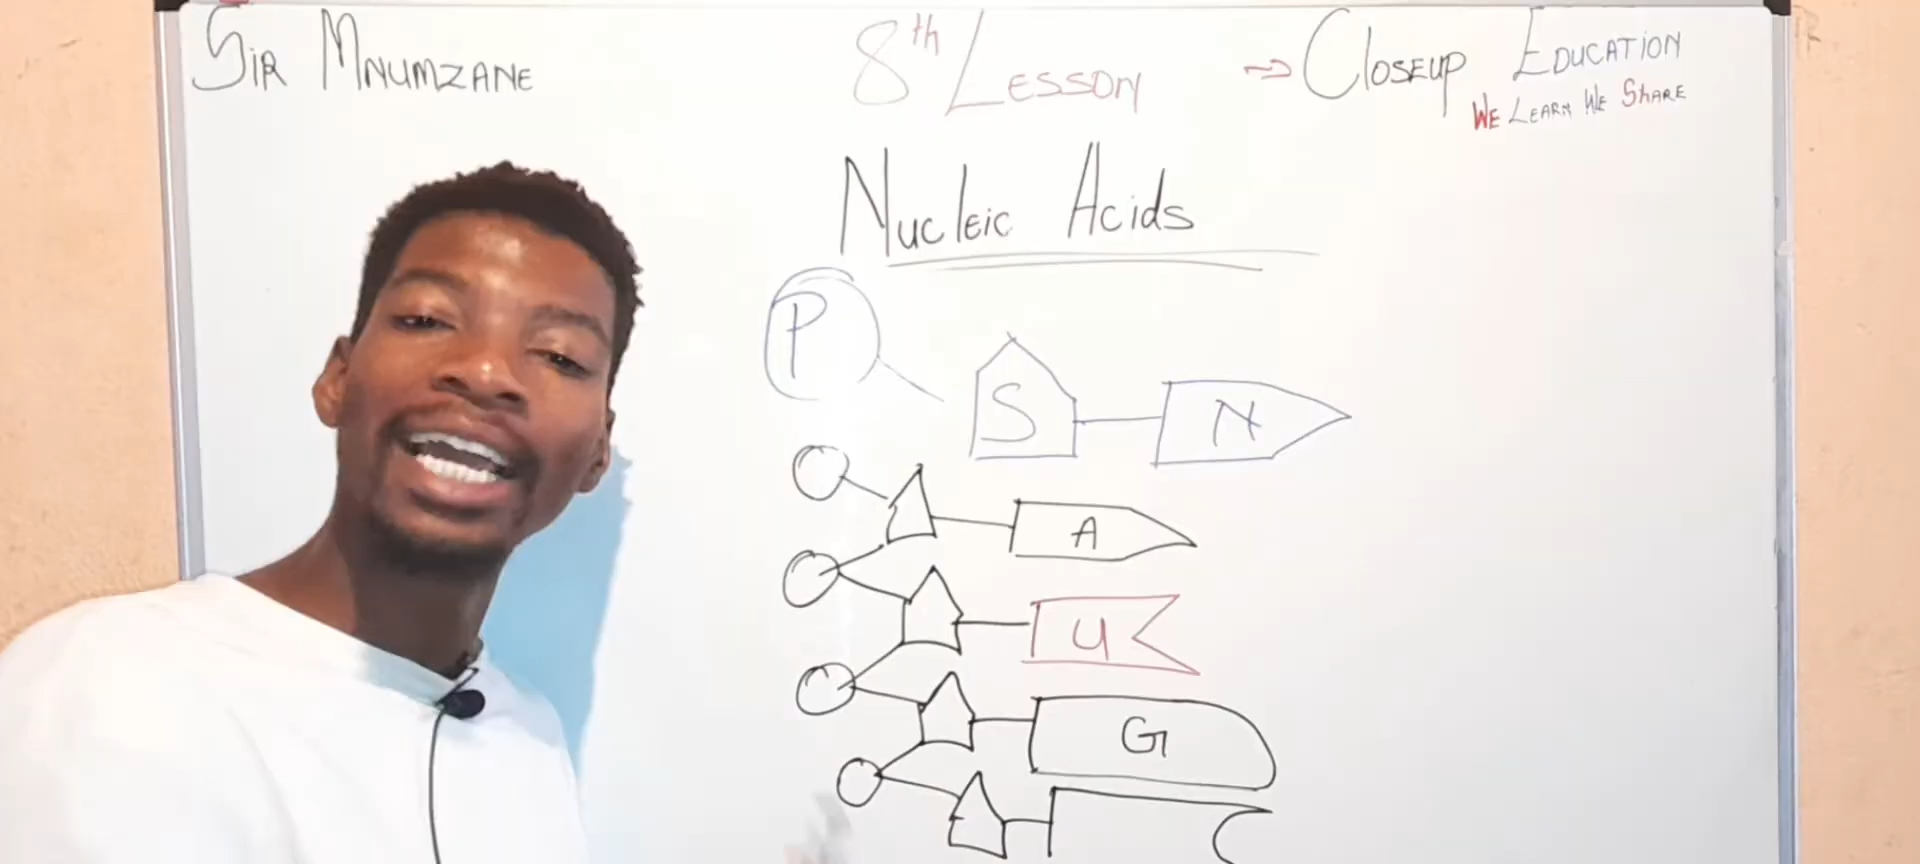 SIR MNUMZANE
8th LESSON
→ CLOSEUP EDUCATION
WE LEARN WE SHARE
NUCLEIC ACIDS
P
S
N
A
U
G